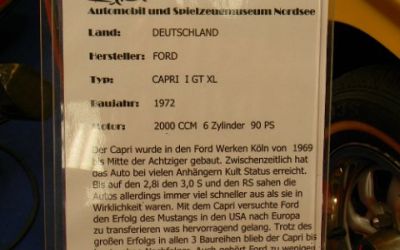 Automobil und Spielzeugmuseum Nordsee
Land: DEUTSCHLAND
Hersteller: FORD
Typ: CAPRI I GT XL
Baujahr: 1972
Motor: 2000 CCM 6 Zylinder 90 PS
Der Capri wurde in den Ford Werken Köln von 1969
bis Mitte der Achtziger gebaut. Zwischenzeitlich hat
das Auto bei vielen Anhängern Kult Status erreicht.
Bis auf den 2,8i den 3,0 S und den RS sahen die
Autos allerdings immer viel schneller aus als sie in
Wirklichkeit waren. Mit dem Capri versuchte Ford
den Erfolg des Mustangs in den USA nach Europa
zu transferieren was hervorragend gelang. Trotz des
großen Erfolgs in allen 3 Baureihen blieb der Capri bis